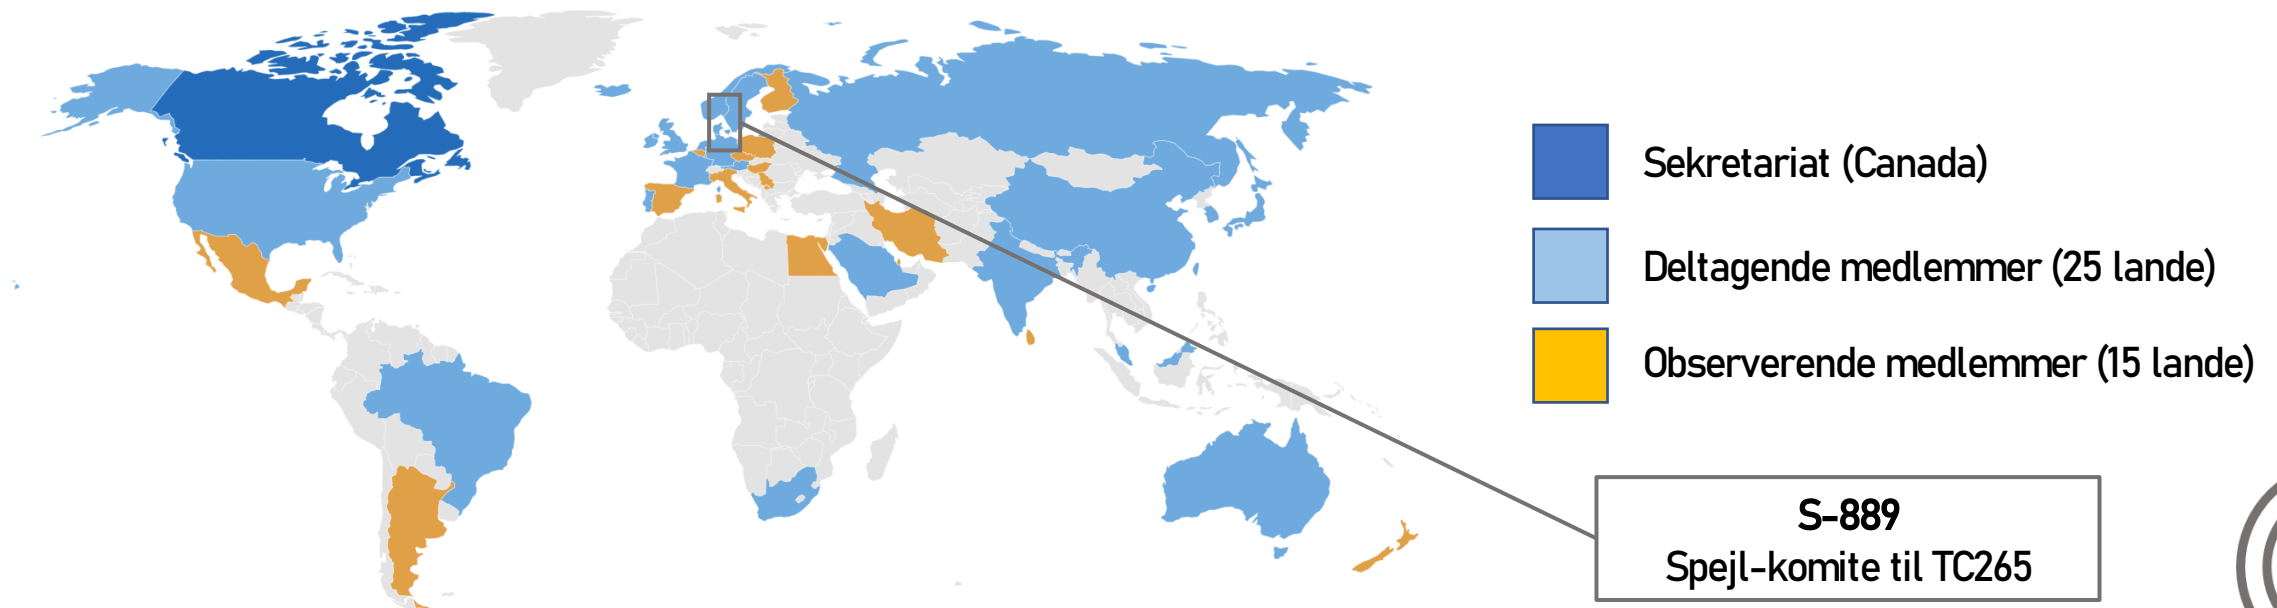 Sekretariat (Canada)
Deltagende medlemmer (25 lande)
Observerende medlemmer (15 lande)
S-889
Spejl-komite til TC265